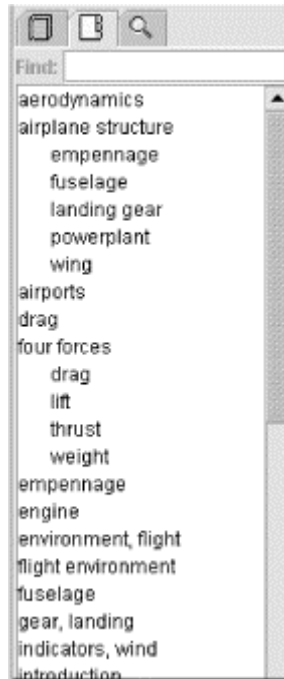 Find:
aerodynamics
airplane structure
empennage
fuselage
landing gear
powerplant
wing
airports
drag
four forces
drag
lift
thrust
weight
empennage
engine
environment, flight
flight environment
fuselage
gear, landing
indicators, wind
introduction